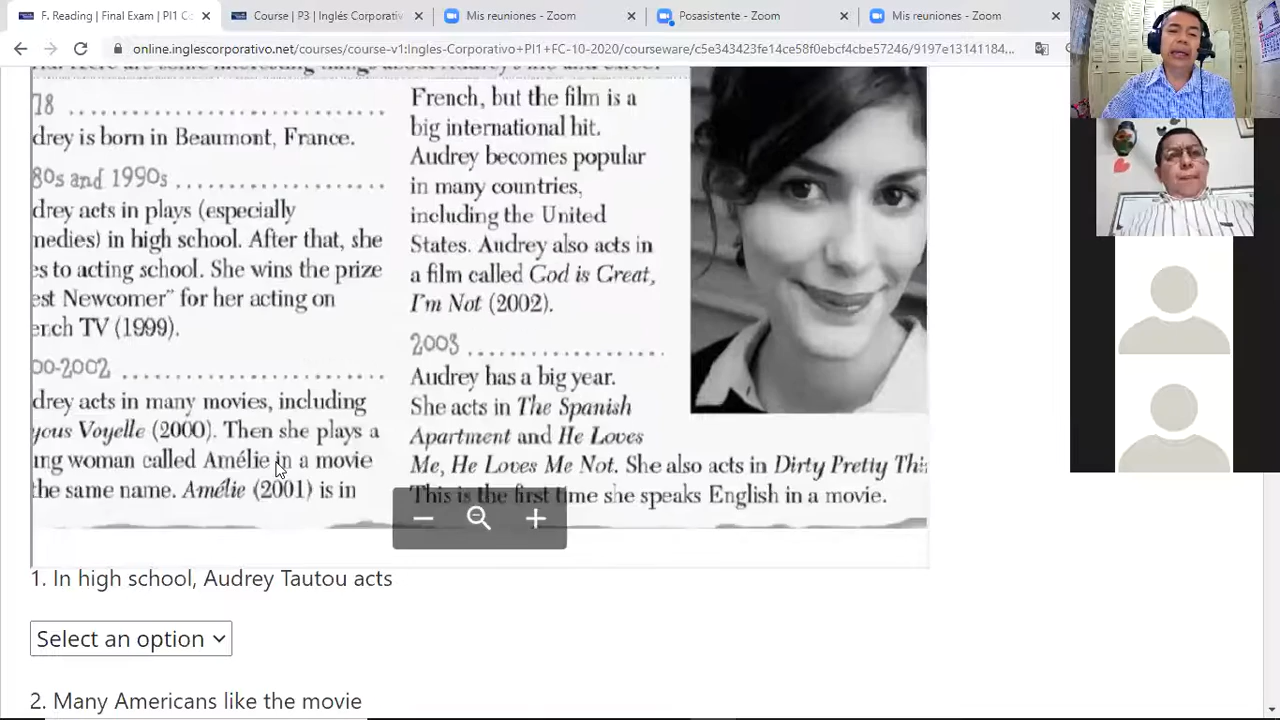 F. Reading | Final Exam | PI1 C
Course | P3 | Inglés Corporativ
Mis reuniones - Zoom
Posasistente - Zoom
Mis reuniones - Zoom
online.inglescorporativo.net/courses/course-v1:Ingles-Corporativo+PI1+FC-10-2020/courseware/c5e343423fe14ce58f0ebcf4cbe57246/9197e13141184...
78
drey is born in Beaumont, France.
80s and 1990s
drey acts in plays (especially
medies) in high school. After that, she
es to acting school. She wins the prize
est Newcomer" for her acting on
ench TV (1999).
00-2002
drey acts in many movies, including
yous Voyelle (2000). Then she plays a
ung woman called Amélie in a movie
the same name. Amélie (2001) is in
French, but the film is a
big international hit.
Audrey becomes popular
in many countries,
including the United
States. Audrey also acts in
a film called God is Great,
I'm Not (2002).
2003
Audrey has a big year.
She acts in The Spanish
Apartment and He Loves
Me, He Loves Me Not. She also acts in Dirty Pretty Thi
This is the first time she speaks English in a movie.
1. In high school, Audrey Tautou acts
Select an option
2. Many Americans like the movie